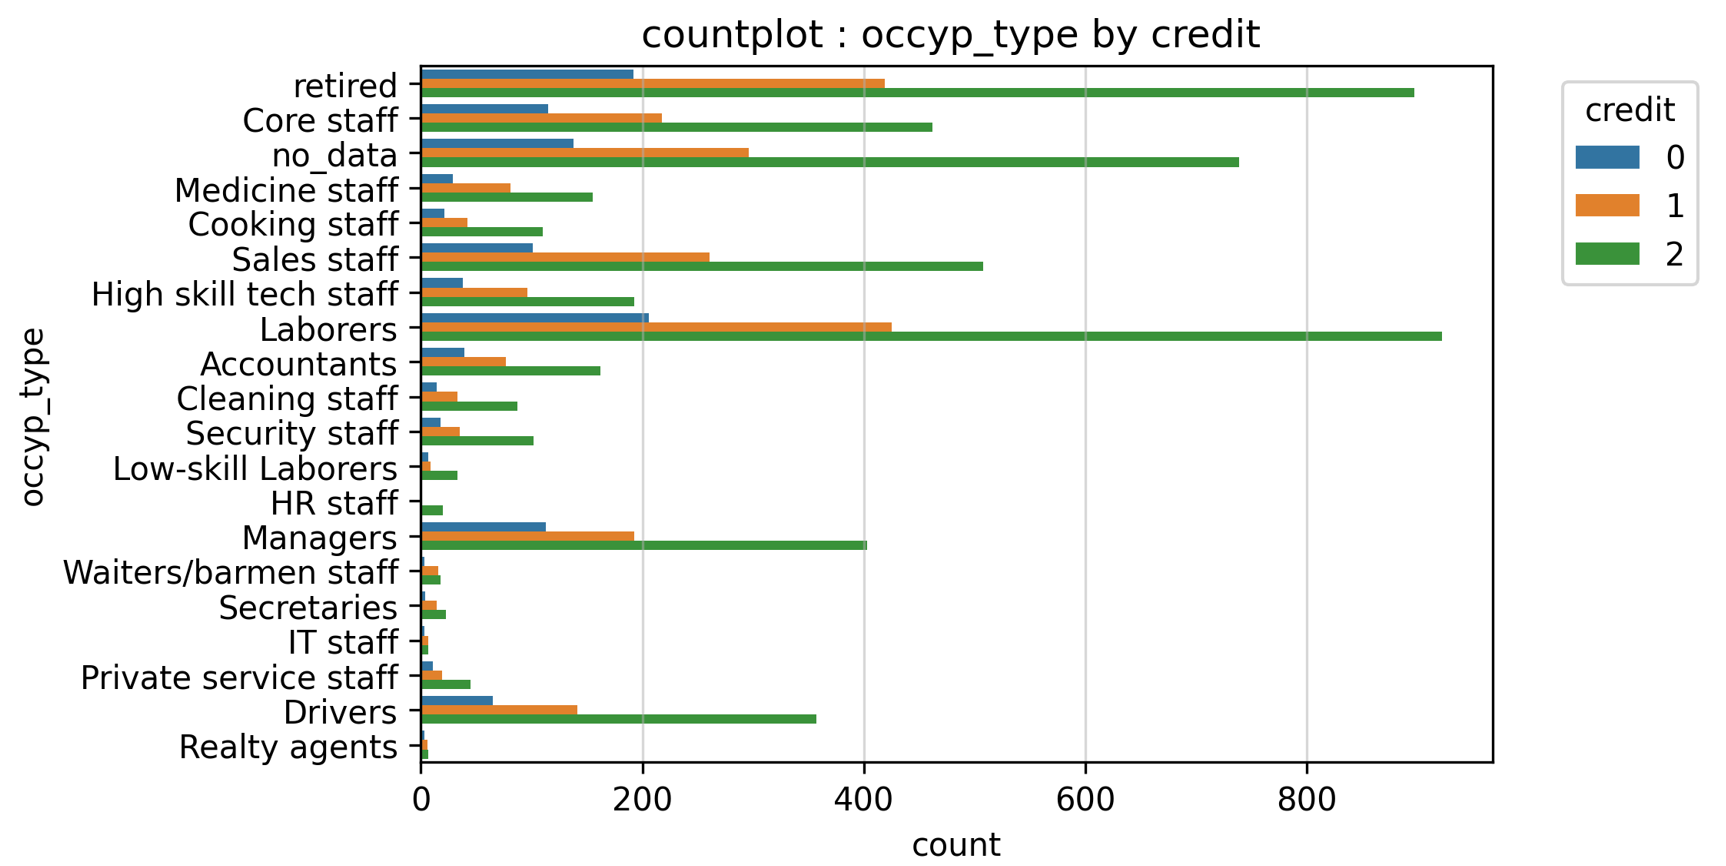 countplot : occyp_type by credit
retired
Core staff
no_data
Medicine staff
Cooking staff
Sales staff
High skill tech staff
Laborers
Accountants
Cleaning staff
Security staff
Low-skill Laborers
HR staff
Managers
Waiters/barmen staff
Secretaries
IT staff
Private service staff
Drivers
Realty agents
occyp_type
0 200 400 600 800
count
credit
0
1
2